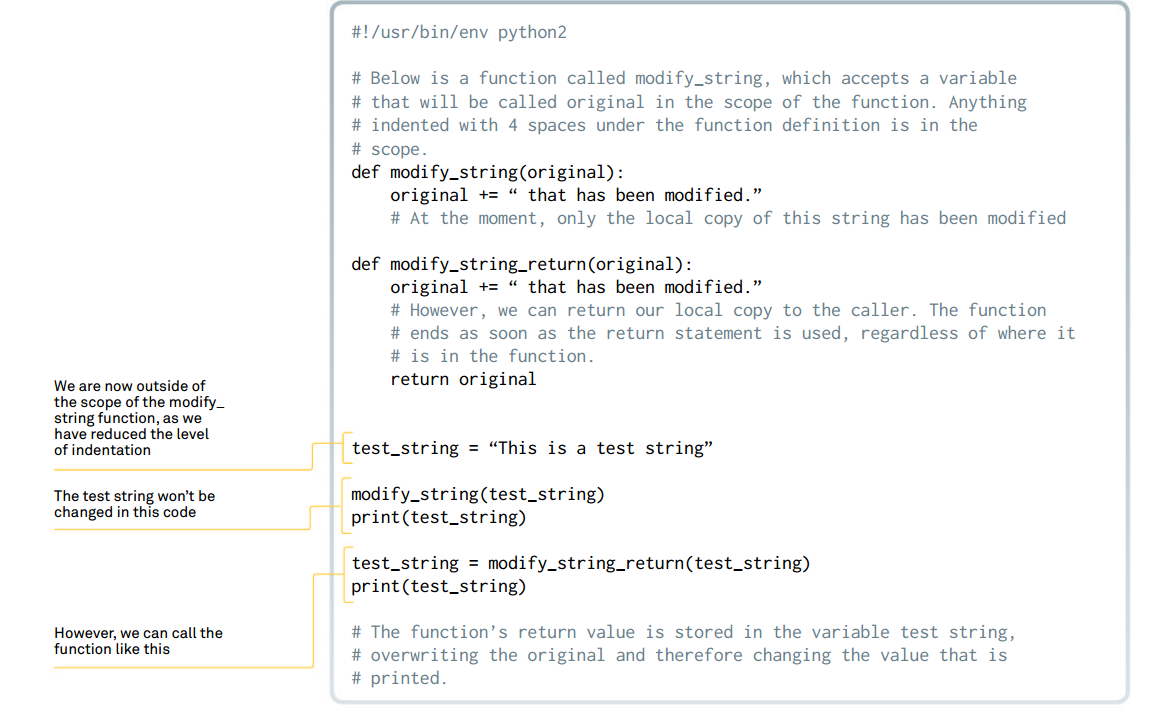 #!/usr/bin/env python2
# Below is a function called modify_string, which accepts a variable
# that will be called original in the scope of the function. Anything
# indented with 4 spaces under the function definition is in the
# scope.
def modify_string(original):
    original += “ that has been modified.”
    # At the moment, only the local copy of this string has been modified
def modify_string_return(original):
    original += “ that has been modified.”
    # However, we can return our local copy to the caller. The function
    # ends as soon as the return statement is used, regardless of where it
    # is in the function.
    return original
We are now outside of
the scope of the modify_
string function, as we
have reduced the level
of indentation
test_string = “This is a test string”
The test string won’t be
changed in this code
modify_string(test_string)
print(test_string)
test_string = modify_string_return(test_string)
print(test_string)
However, we can call the
function like this
# The function’s return value is stored in the variable test string,
# overwriting the original and therefore changing the value that is
# printed.